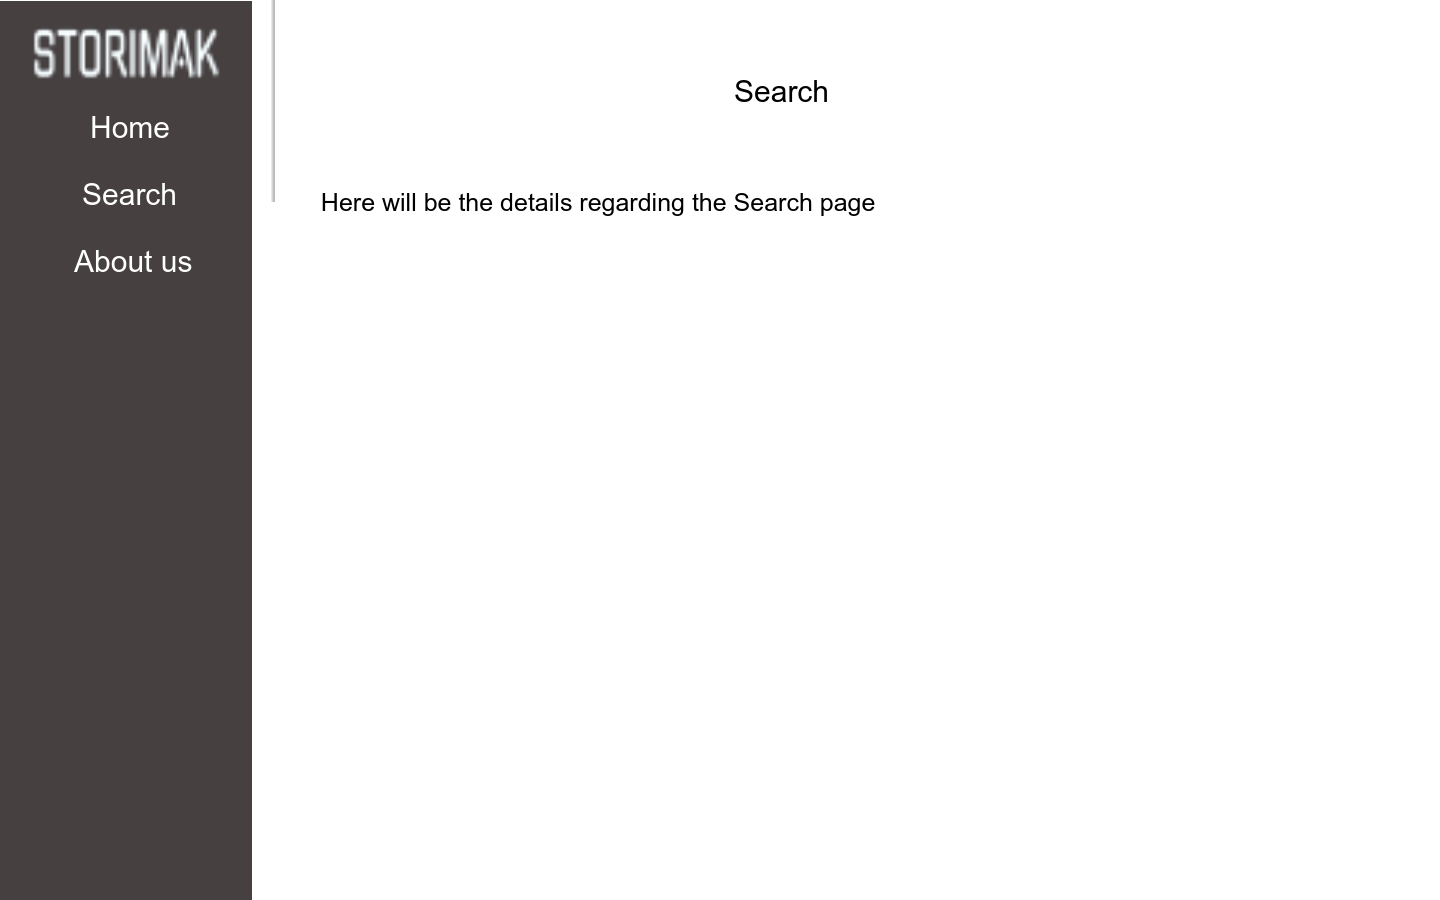 STORIMAK
Home
Search
About us
Search
Here will be the details regarding the Search page